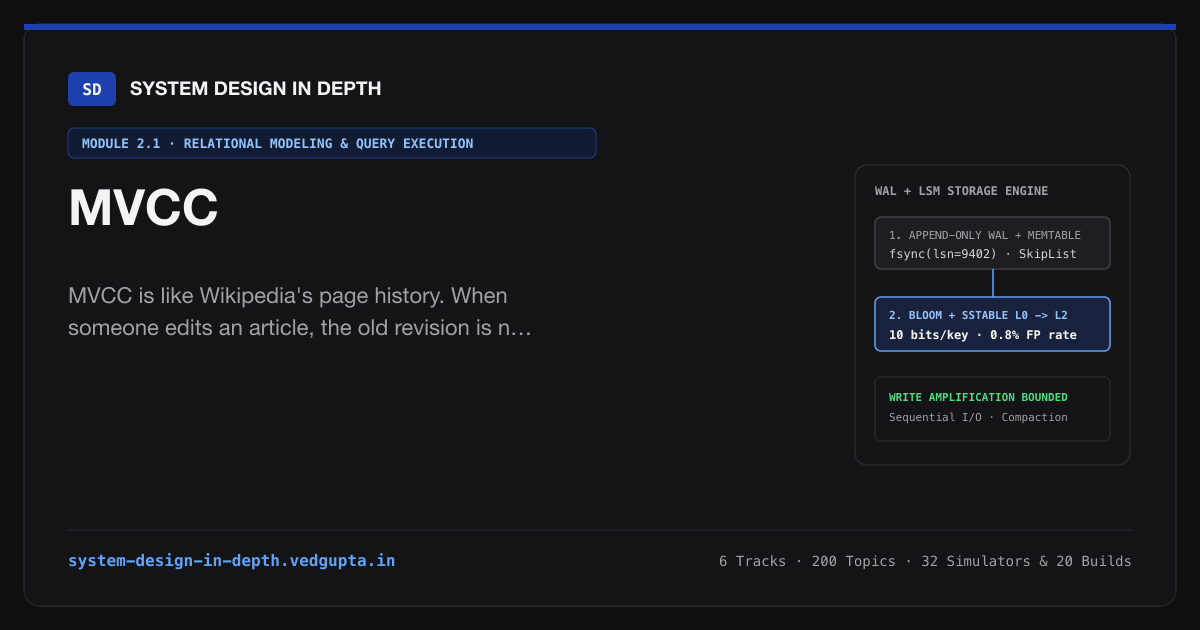 SD SYSTEM DESIGN IN DEPTH
MODULE 2.1 · RELATIONAL MODELING & QUERY EXECUTION
MVCC
MVCC is like Wikipedia's page history. When
someone edits an article, the old revision is n…
WAL + LSM STORAGE ENGINE
1. APPEND-ONLY WAL + MEMTABLE
fsync(lsn=9402) · SkipList
2. BLOOM + SSTABLE L0 -> L2
10 bits/key · 0.8% FP rate
WRITE AMPLIFICATION BOUNDED
Sequential I/O · Compaction
system-design-in-depth.vedgupta.in
6 Tracks · 200 Topics · 32 Simulators & 20 Builds